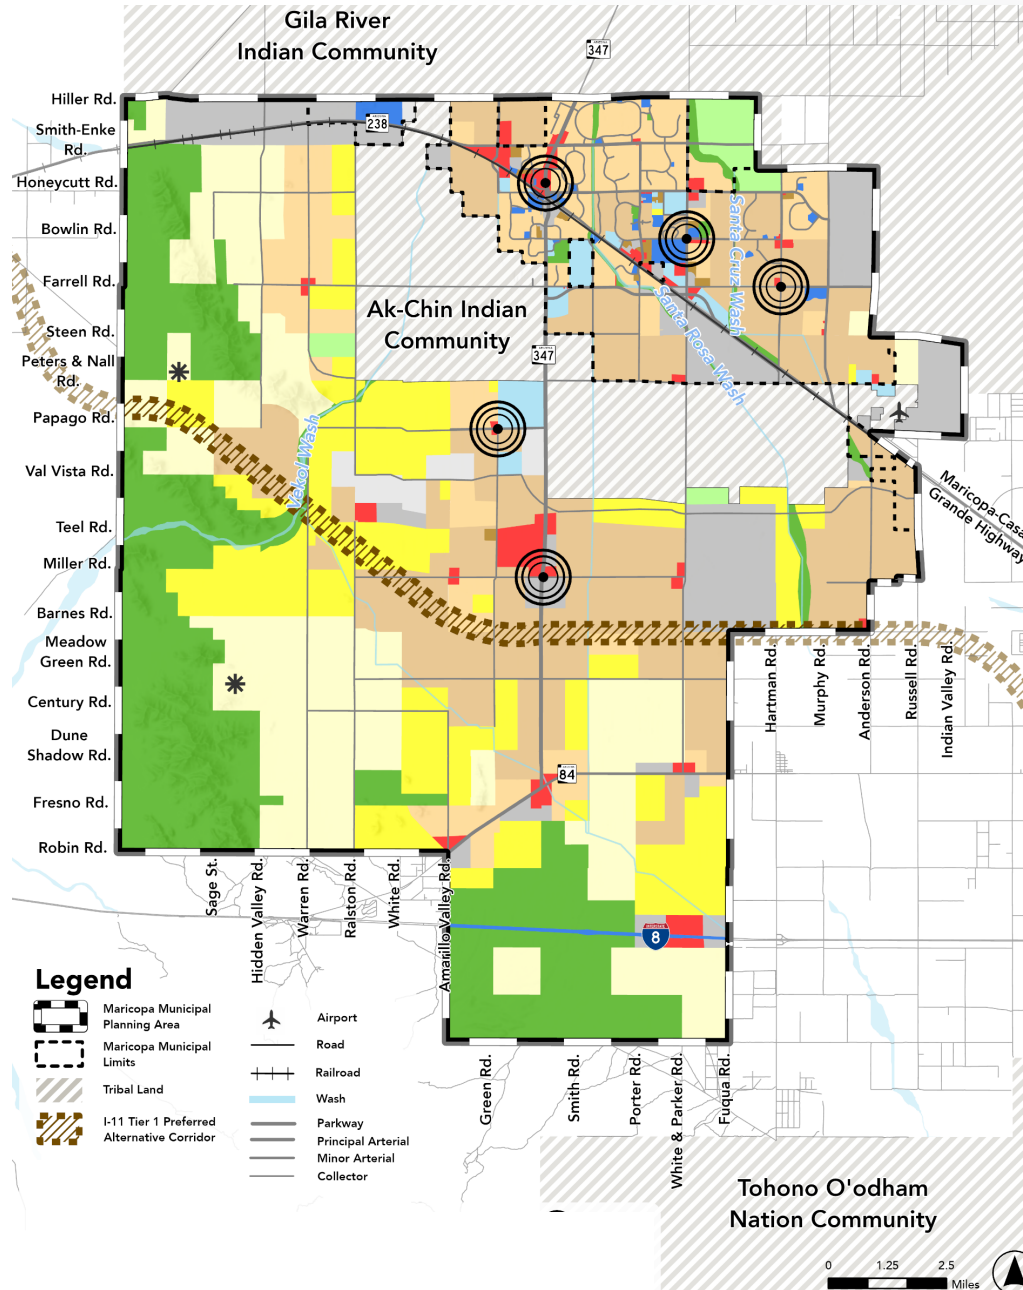 Gila River
Indian Community
347
Hiller Rd.
Smith-Enke
Rd.
238
Honeycutt Rd.
Bowlin Rd.
Santa Cruz Wash
Farrell Rd.
Santa Rosa Wash
Ak-Chin Indian
Community
Steen Rd.
347
Peters & Nall
Rd.
Papago Rd.
Vekol Wash
Val Vista Rd.
Maricopa-Casa
Grande Highway
Teel Rd.
Miller Rd.
Barnes Rd.
Meadow
Green Rd.
Hartman Rd.
Murphy Rd.
Anderson Rd.
Russell Rd.
Indian Valley Rd.
Century Rd.
Dune
Shadow Rd.
84
Fresno Rd.
Robin Rd.
Sage St.
Hidden Valley Rd.
Warren Rd.
Ralston Rd.
White Rd.
Amarillo Valley Rd.
8
Legend
Maricopa Municipal
Planning Area
Maricopa Municipal
Limits
Tribal Land
I-11 Tier 1 Preferred
Alternative Corridor
Airport
Road
Railroad
Wash
Parkway
Principal Arterial
Minor Arterial
Collector
Green Rd.
Smith Rd.
Porter Rd.
White & Parker Rd.
Fuqua Rd.
Tohono O'odham
Nation Community
0 1.25 2.5
Miles